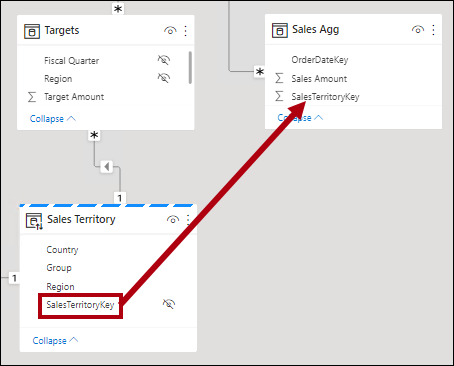 *
Targets
Fiscal Quarter
Region
Σ Target Amount
Collapse
*
1
Sales Agg
*
OrderDateKey
Σ Sales Amount
Σ SalesTerritoryKey
Collapse
Sales Territory
Country
Group
Region
1
SalesTerritoryKey
Collapse